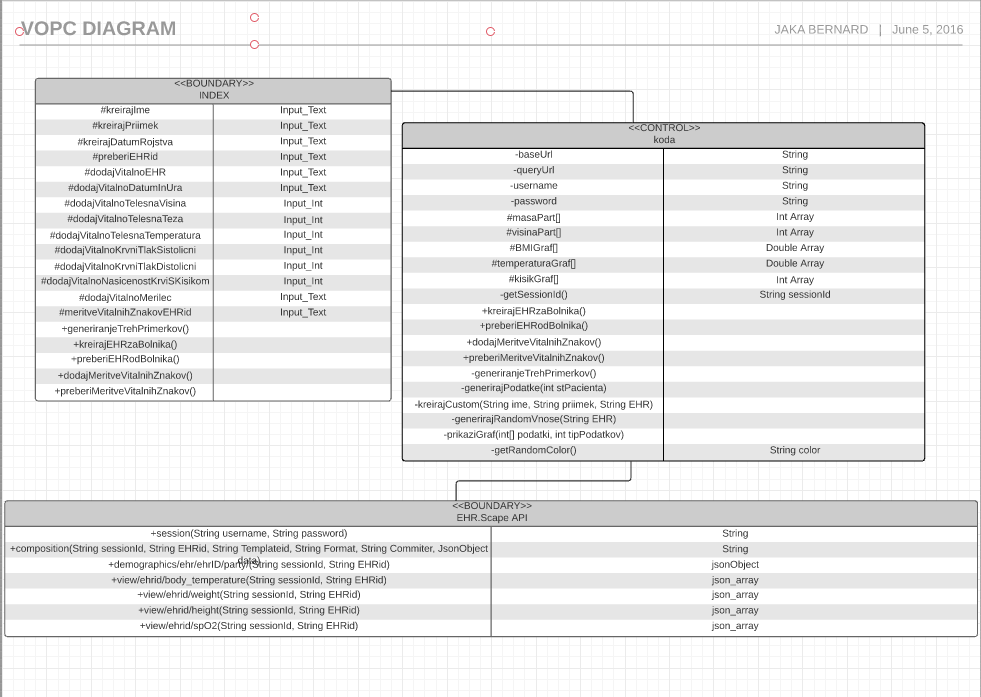 VOPC DIAGRAM
JAKA BERNARD | June 5, 2016
<<BOUNDARY>>
INDEX
#kreirajIme Input_Text
#kreirajPriimek Input_Text
#kreirajDatumRojstva Input_Text
#preberiEHRid Input_Text
#dodajVitalnoEHR Input_Text
#dodajVitalnoDatumInUra Input_Text
#dodajVitalnoTelesnaVisina Input_Int
#dodajVitalnoTelesnaTeza Input_Int
#dodajVitalnoTelesnaTemperatura Input_Int
#dodajVitalnoKrvniTlakSistolicni Input_Int
#dodajVitalnoKrvniTlakDistolicni Input_Int
#dodajVitalnoNasicenostKrviSKisikom Input_Int
#dodajVitalnoMerilec Input_Text
#meritveVitalnihZnakovEHRid Input_Text
+generiranjeTrehPrimerkov()
+kreirajEHRzaBolnika()
+preberiEHRodBolnika()
+dodajMeritveVitalnihZnakov()
+preberiMeritveVitalnihZnakov()
<<CONTROL>>
koda
-baseUrl String
-queryUrl String
-username String
-password String
#masaPart[] Int Array
#visinaPart[] Int Array
#BMIGraf[] Double Array
#temperaturaGraf[] Double Array
#kisikGraf[] Int Array
-getSessionId() String sessionId
+kreirajEHRzaBolnika()
+preberiEHRodBolnika()
+dodajMeritveVitalnihZnakov()
+preberiMeritveVitalnihZnakov()
-generiranjeTrehPrimerkov()
-generirajPodatke(int stPacienta)
-kreirajCustom(String ime, String priimek, String EHR)
-generirajRandomVnose(String EHR)
-prikaziGraf(int[] podatki, int tipPodatkov)
-getRandomColor() String color
<<BOUNDARY>>
EHR.Scape API
+session(String username, String password) String
+composition(String sessionId, String EHRid, String Templateid, String Format, String Commiter, JsonObject String
data)
+demographics/ehr/ehrID/party/(String sessionId, String EHRid) jsonObject
+view/ehrid/body_temperature(String sessionId, String EHRid) json_array
+view/ehrid/weight(String sessionId, String EHRid) json_array
+view/ehrid/height(String sessionId, String EHRid) json_array
+view/ehrid/spO2(String sessionId, String EHRid) json_array